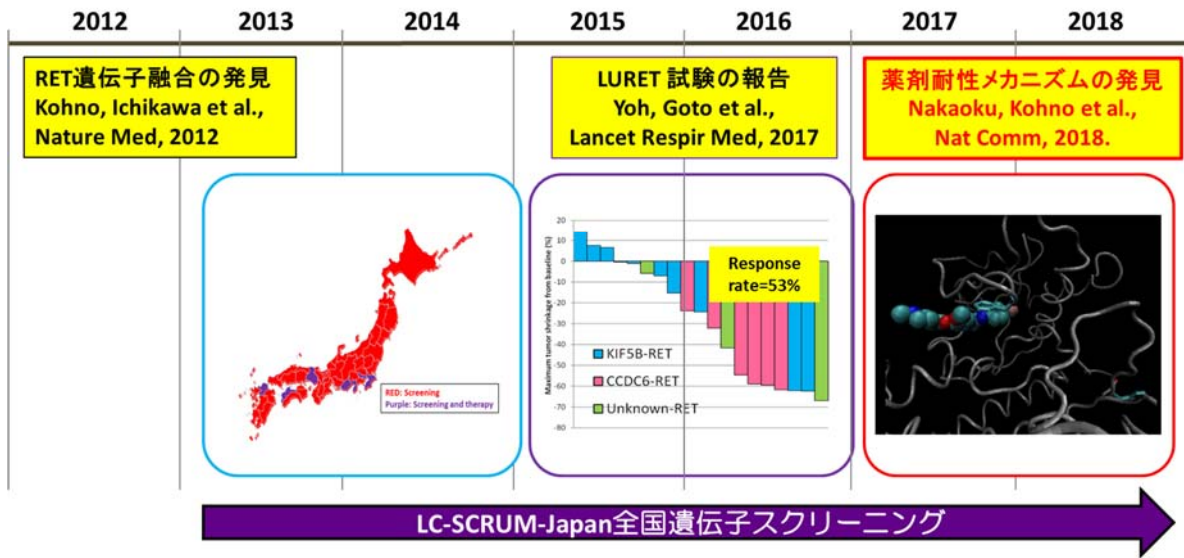 2012 2013 2014 2015 2016 2017 2018
RET遺伝子融合の発見
Kohno, Ichikawa et al.,
Nature Med, 2012
LURET 試験の報告
Yoh, Goto et al.,
Lancet Respir Med, 2017
薬剤耐性メカニズムの発見
Nakaoku, Kohno et al.,
Nat Comm, 2018.
RED: Screening
Purple: Screening and therapy
Maximum tumor shrinkage from baseline (%)
20
10
0
-10
-20
-30
-40
-50
-60
-70
-80
Response
rate=53%
KIF5B-RET
CCDC6-RET
Unknown-RET
LC-SCRUM-Japan全国遺伝子スクリーニング